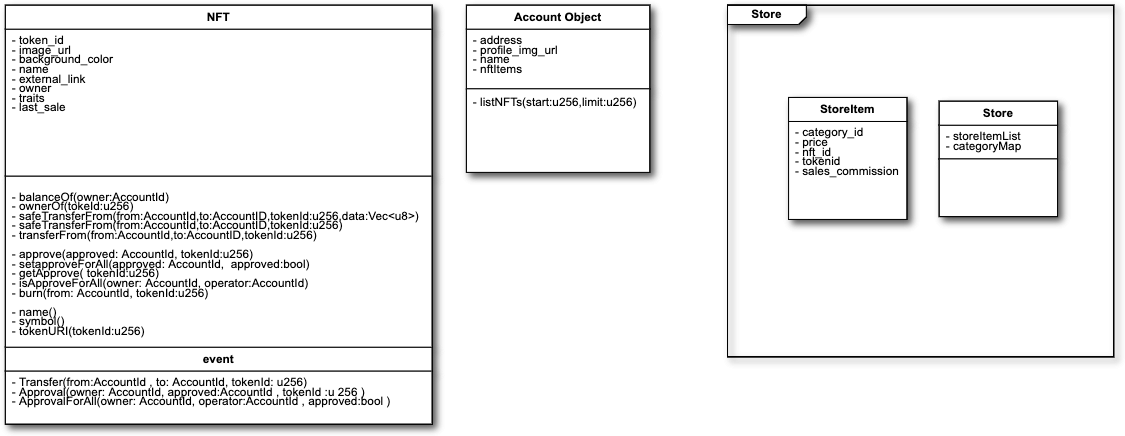 NFT
- token_id
- image_url
- background_color
- name
- external_link
- owner
- traits
- last_sale
- balanceOf(owner:AccountId)
- ownerOf(tokeId:u256)
- safeTransferFrom(from:AccountId,to:AccountID,tokenId:u256,data:Vec<u8>)
- safeTransferFrom(from:AccountId,to:AccountID,tokenId:u256)
- transferFrom(from:AccountId,to:AccountID,tokenId:u256)
- approve(approved: AccountId, tokenId:u256)
- setapproveForAll(approved: AccountId,  approved:bool)
- getApprove( tokenId:u256)
- isApproveForAll(owner: AccountId, operator:AccountId)
- burn(from: AccountId, tokenId:u256)
- name()
- symbol()
- tokenURI(tokenId:u256)
event
- Transfer(from:AccountId , to: AccountId, tokenId: u256)
- Approval(owner: AccountId, approved:AccountId , tokenId :u 256 )
- ApprovalForAll(owner: AccountId, operator:AccountId , approved:bool )
Account Object
- address
- profile_img_url
- name
- nftItems
- listNFTs(start:u256,limit:u256)
Store
StoreItem
- category_id
- price
- nft_id
- tokenid
- sales_commission
Store
- storeItemList
- categoryMap